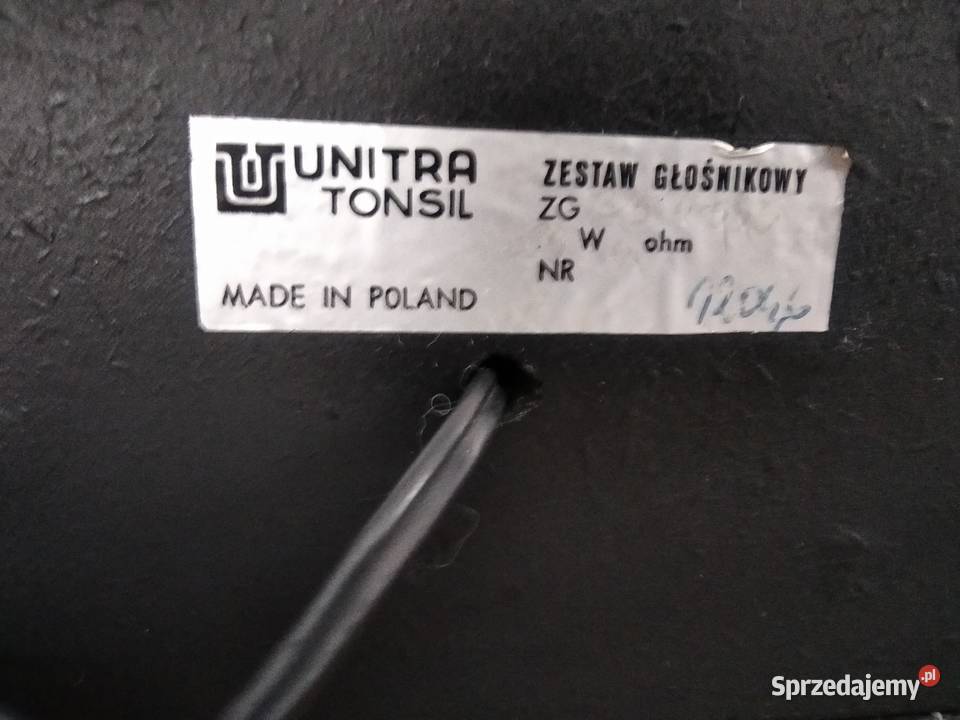 UNITRA
TONSIL
MADE IN POLAND
ZESTAW GŁOŚNIKOWY
ZG
W ohm
NR
Sprzedajemy.pl